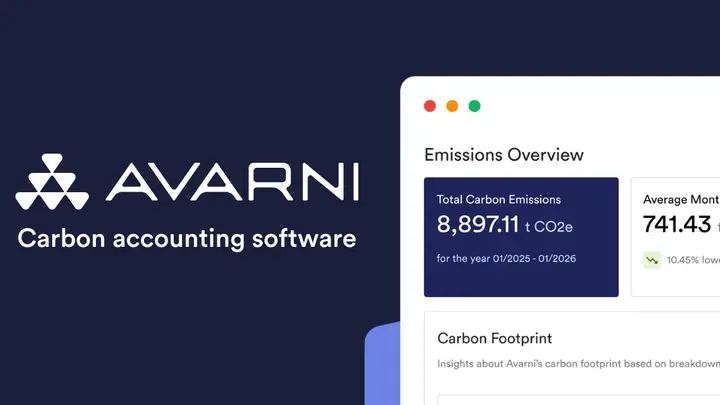 AVARNI
Carbon accounting software
Emissions Overview
Total Carbon Emissions
8,897.11 t CO2e
for the year 01/2025 - 01/2026
Average Mont
741.43
10.45% lowe
Carbon Footprint
Insights about Avarni's carbon footprint based on breakdown